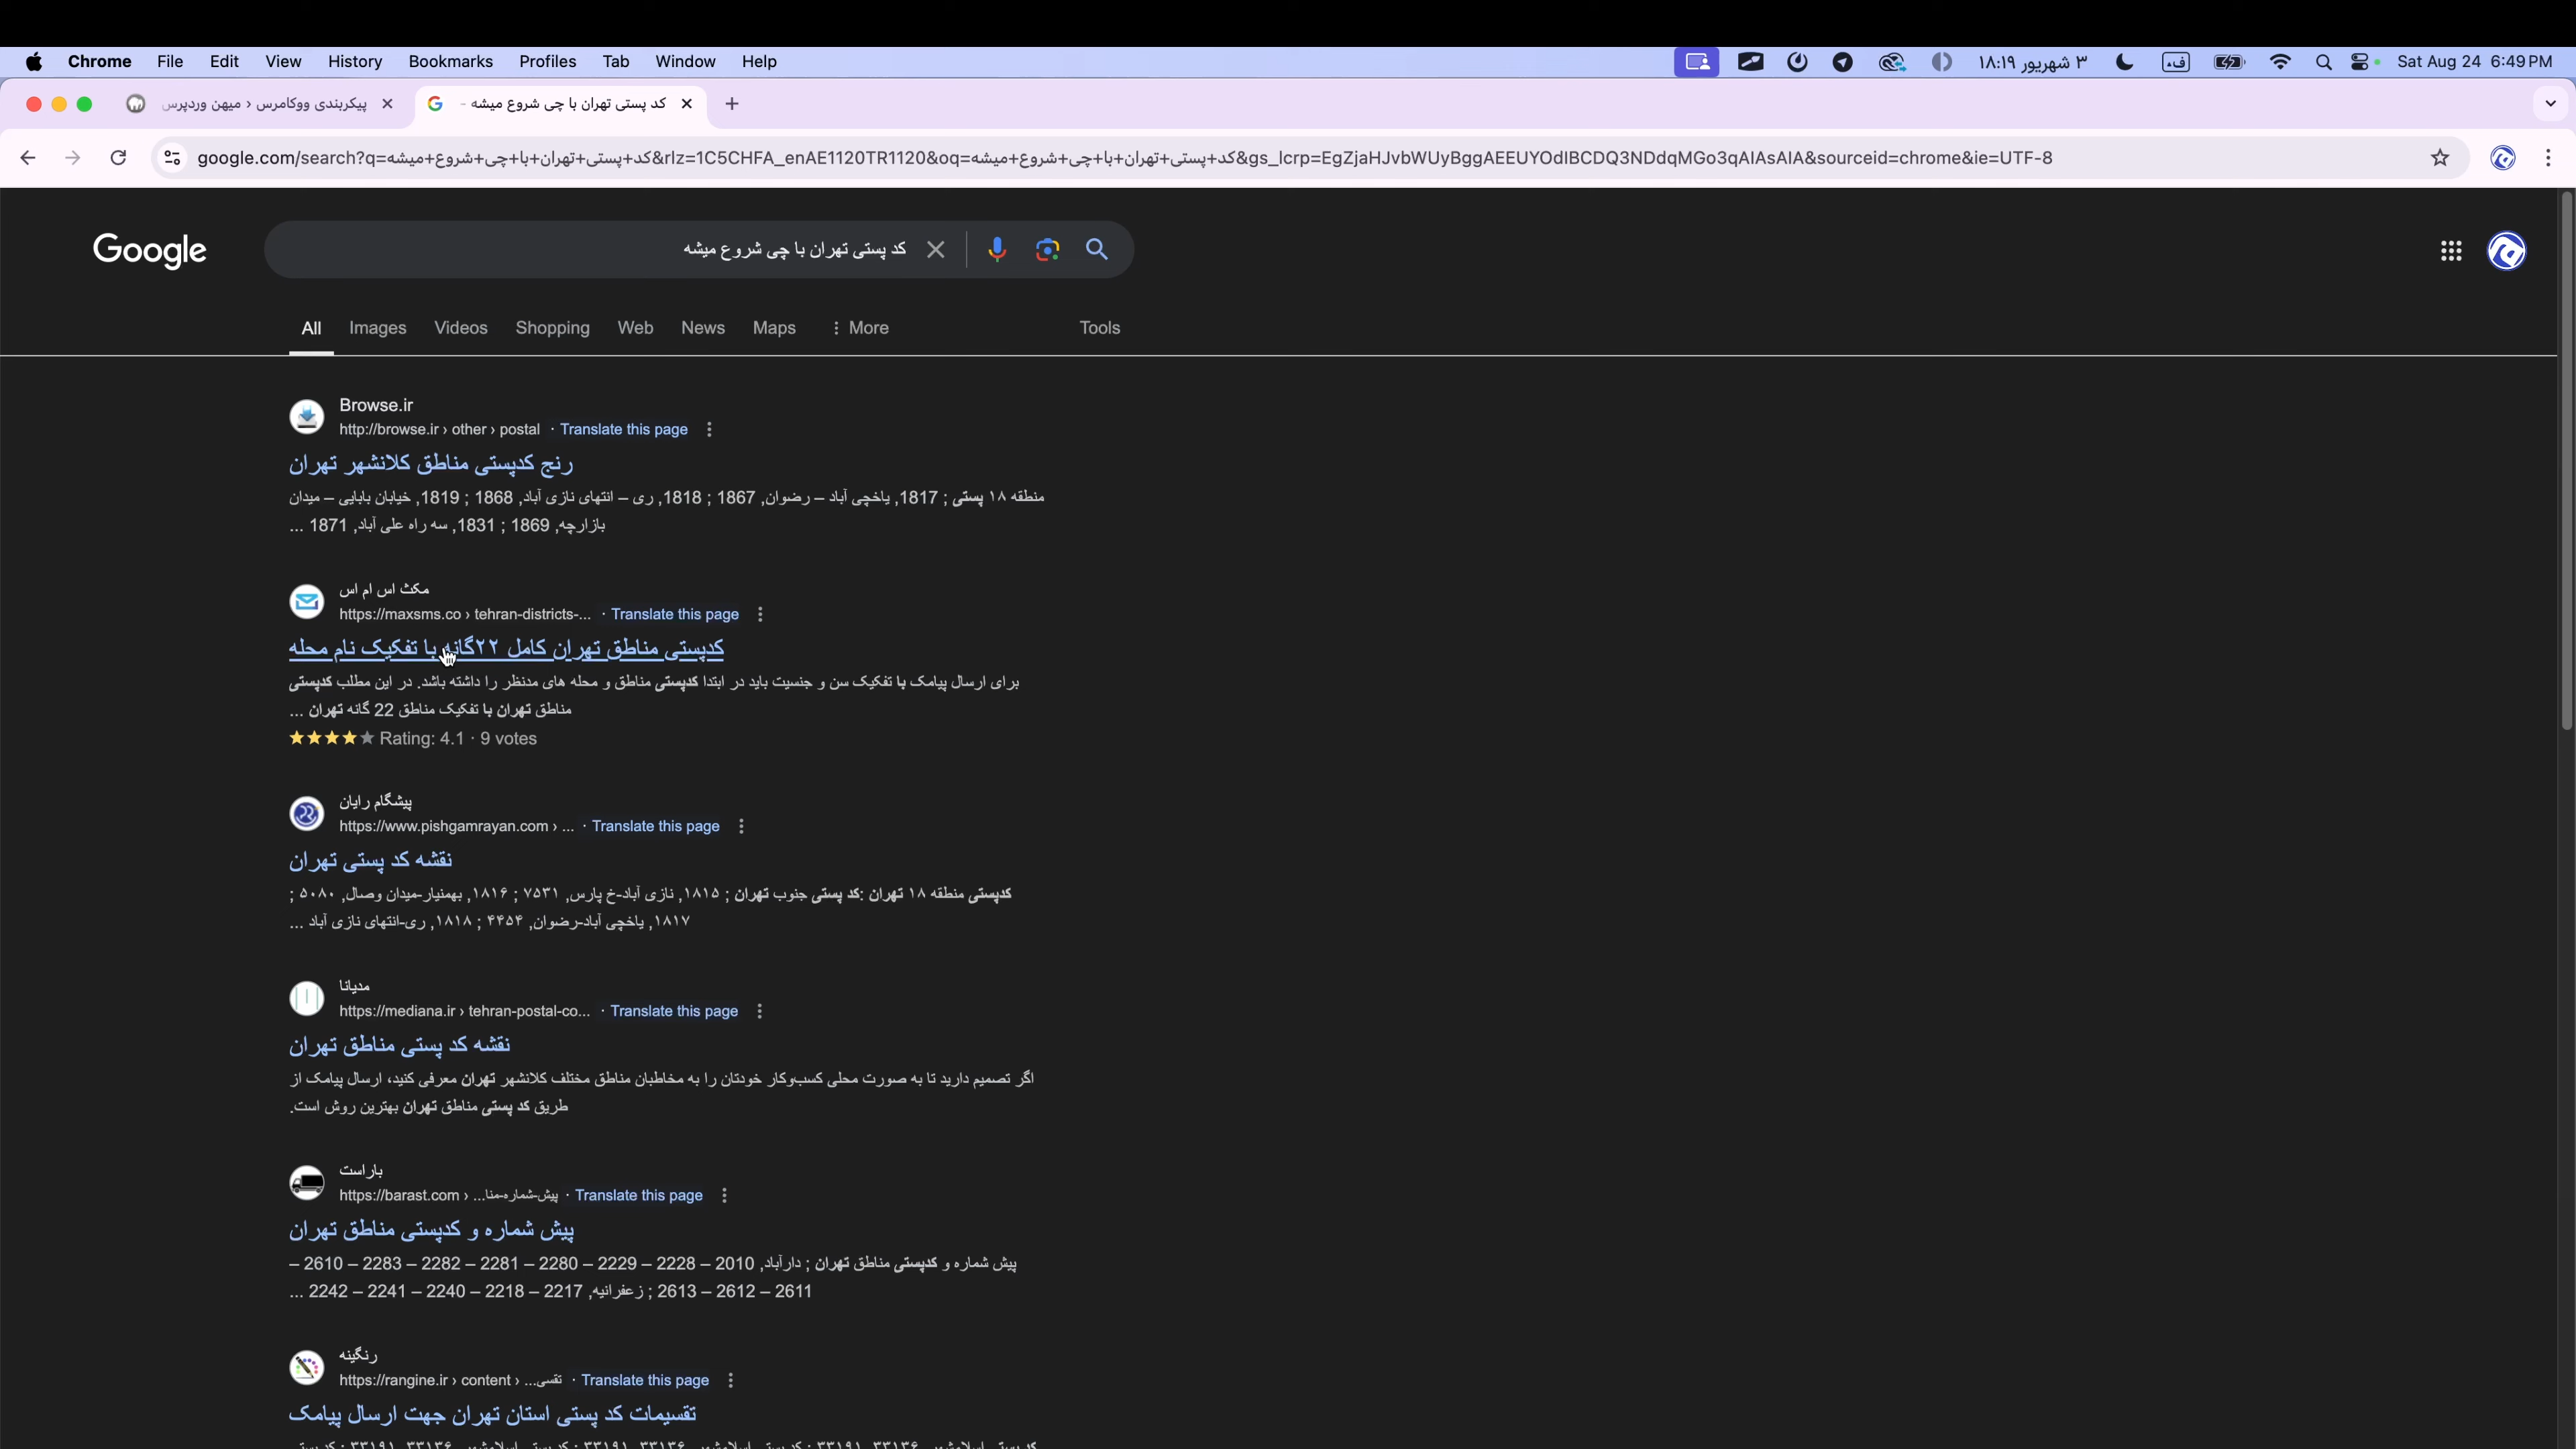 Chrome File Edit View History Bookmarks Profiles Tab Window Help ۳ شهریور ۱۸:۱۹ Sat Aug 24 6:49 PM
پیکربندی ووکامرس ‹ میهن وردپرس
کد پستی تهران با چی شروع میشه -
google.com/search?q=کد+پستی+تهران+با+چی+شروع+میشه&rlz=1C5CHFA_enAE1120TR1120&oq=کد+پستی+تهران+با+چی+شروع+میشه&gs_lcrp=EgZjaHJvbWUyBggAEEUYOdIBCDQ3NDdqMGo3qAIAsAIA&sourceid=chrome&ie=UTF-8
Google
کد پستی تهران با چی شروع میشه
All Images Videos Shopping Web News Maps More Tools
Browse.ir
http://browse.ir › other › postal · Translate this page
رنج کدپستی مناطق کلانشهر تهران
منطقه ۱۸ پستی ; 1817, یاخچی آباد – رضوان, 1867 ; 1818, ری – انتهای نازی آباد, 1868 ; 1819, خیابان بابایی – میدان
بازارچه, 1869 ; 1831, سه راه علی آباد, 1871 ...
مکث اس ام اس
https://maxsms.co › tehran-districts-... · Translate this page
کدپستی مناطق تهران کامل ۲۲گانه با تفکیک نام محله
برای ارسال پیامک با تفکیک سن و جنسیت باید در ابتدا کدپستی مناطق و محله های مدنظر را داشته باشد. در این مطلب کدپستی
مناطق تهران با تفکیک مناطق 22 گانه تهران ...
Rating: 4.1 · 9 votes
پیشگام رایان
https://www.pishgamrayan.com › ... · Translate this page
نقشه کد پستی تهران
کدپستی منطقه ۱۸ تهران :کد پستی جنوب تهران ; ۱۸۱۵, نازی آباد-خ پارس, ۷۵۳۱ ; ۱۸۱۶, بهمنیار-میدان وصال, ۵۰۸۰ ;
۱۸۱۷, یاخچی آباد-رضوان, ۴۴۵۴ ; ۱۸۱۸, ری-انتهای نازی آباد ...
مدیانا
https://mediana.ir › tehran-postal-co... · Translate this page
نقشه کد پستی مناطق تهران
اگر تصمیم دارید تا به صورت محلی کسب‌وکار خودتان را به مخاطبان مناطق مختلف کلانشهر تهران معرفی کنید، ارسال پیامک از
طریق کد پستی مناطق تهران بهترین روش است.
باراست
https://barast.com › ...پیش-شماره-منا · Translate this page
پیش شماره و کدپستی مناطق تهران
پیش شماره و کدپستی مناطق تهران ; دارآباد, 2010 – 2228 – 2229 – 2280 – 2281 – 2282 – 2283 – 2610 –
2611 – 2612 – 2613 ; زعفرانیه, 2217 – 2218 – 2240 – 2241 – 2242 ...
رنگینه
https://rangine.ir › content › ...تقسی · Translate this page
تقسیمات کد پستی استان تهران جهت ارسال پیامک